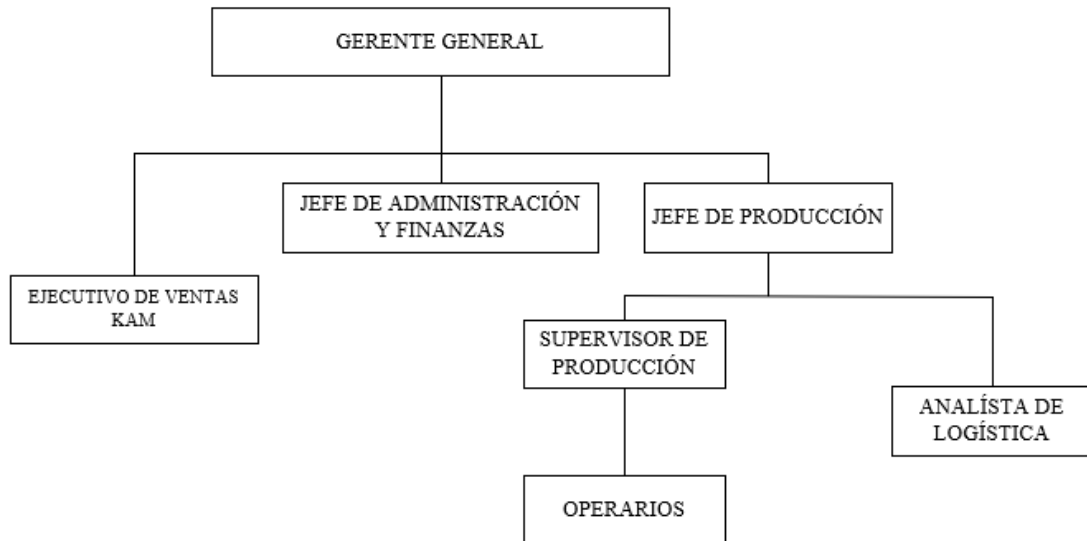 GERENTE GENERAL
JEFE DE ADMINISTRACIÓN
Y FINANZAS
JEFE DE PRODUCCIÓN
EJECUTIVO DE VENTAS
KAM
SUPERVISOR DE
PRODUCCIÓN
ANALÍSTA DE
LOGÍSTICA
OPERARIOS